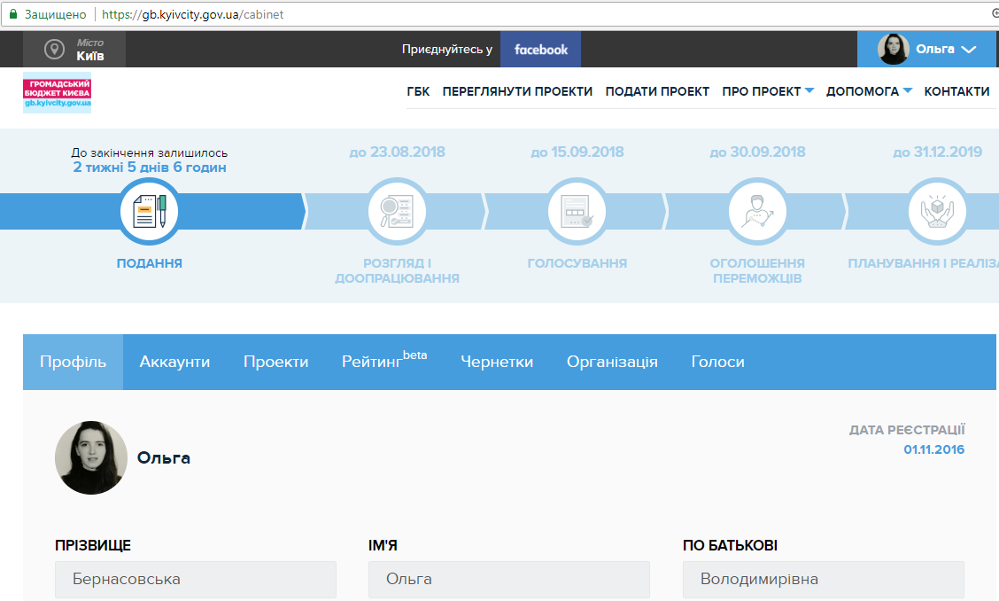 Защищено https://gb.kyivcity.gov.ua/cabinet
Місто
Київ
Приєднуйтесь у facebook
Ольга
ГРОМАДСЬКИЙ
БЮДЖЕТ КИЄВА
gb.kyivcity.gov.ua
ГБК ПЕРЕГЛЯНУТИ ПРОЕКТИ ПОДАТИ ПРОЕКТ ПРО ПРОЕКТ ДОПОМОГА КОНТАКТИ
До закінчення залишилось
2 тижні 5 днів 6 годин
до 23.08.2018
до 15.09.2018
до 30.09.2018
до 31.12.2019
ПОДАННЯ
РОЗГЛЯД І
ДООПРАЦЮВАННЯ
ГОЛОСУВАННЯ
ОГОЛОШЕННЯ
ПЕРЕМОЖЦІВ
ПЛАНУВАННЯ І РЕАЛІЗА
Профіль Аккаунти Проекти Рейтинг beta Чернетки Організація Голоси
Ольга
ДАТА РЕЄСТРАЦІЇ
01.11.2016
ПРІЗВИЩЕ ІМ'Я ПО БАТЬКОВІ
Бернасовська Ольга Володимирівна